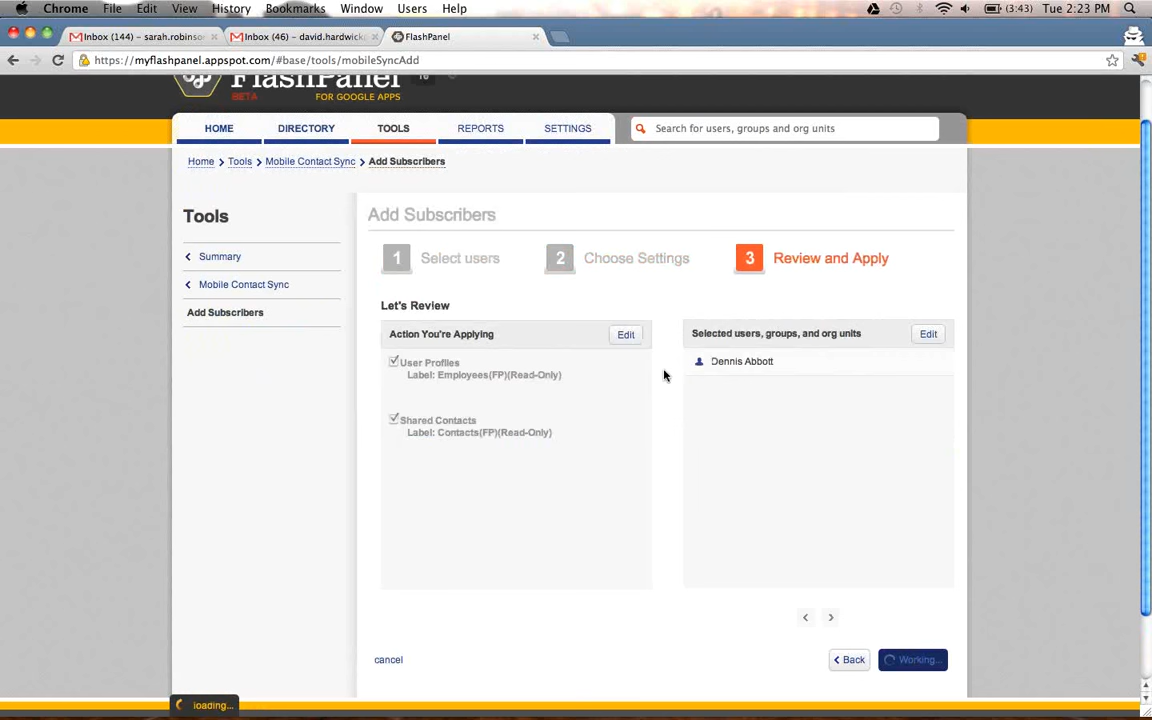 Chrome File Edit View History Bookmarks Window Users Help (3:43) Tue 2:23 PM
Inbox (144) – sarah.robinso Inbox (46) – david.hardwick FlashPanel
https://myflashpanel.appspot.com/#base/tools/mobileSyncAdd
FlashPanel
BETA FOR GOOGLE APPS
HOME DIRECTORY TOOLS REPORTS SETTINGS Search for users, groups and org units
Home > Tools > Mobile Contact Sync > Add Subscribers
Tools
Summary
Mobile Contact Sync
Add Subscribers
Add Subscribers
1 Select users 2 Choose Settings 3 Review and Apply
Let's Review
Action You're Applying Edit
User Profiles
Label: Employees(FP)(Read-Only)
Shared Contacts
Label: Contacts(FP)(Read-Only)
Selected users, groups, and org units Edit
Dennis Abbott
cancel Back Working...
loading...